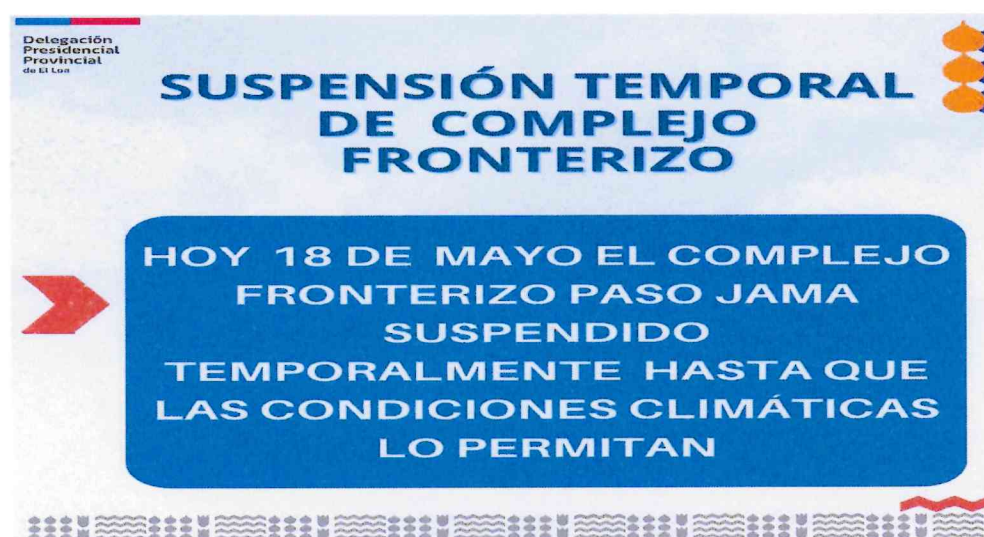 Delegación
Presidencial
Provincial
de El Loa
SUSPENSIÓN TEMPORAL
DE COMPLEJO
FRONTERIZO
HOY 18 DE MAYO EL COMPLEJO
FRONTERIZO PASO JAMA
SUSPENDIDO
TEMPORALMENTE HASTA QUE
LAS CONDICIONES CLIMÁTICAS
LO PERMITAN